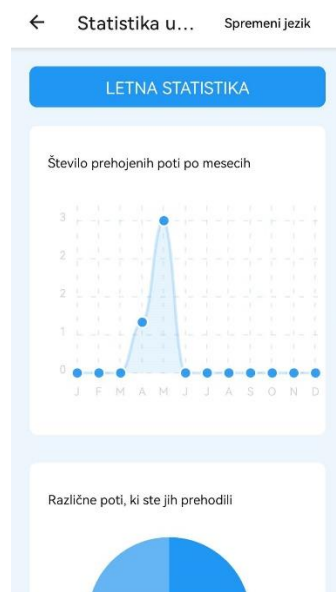 ← Statistika u... Spremeni jezik
LETNA STATISTIKA
Število prehojenih poti po mesecih
3
2
2
1
0
J F M A M J J A S O N D
Različne poti, ki ste jih prehodili